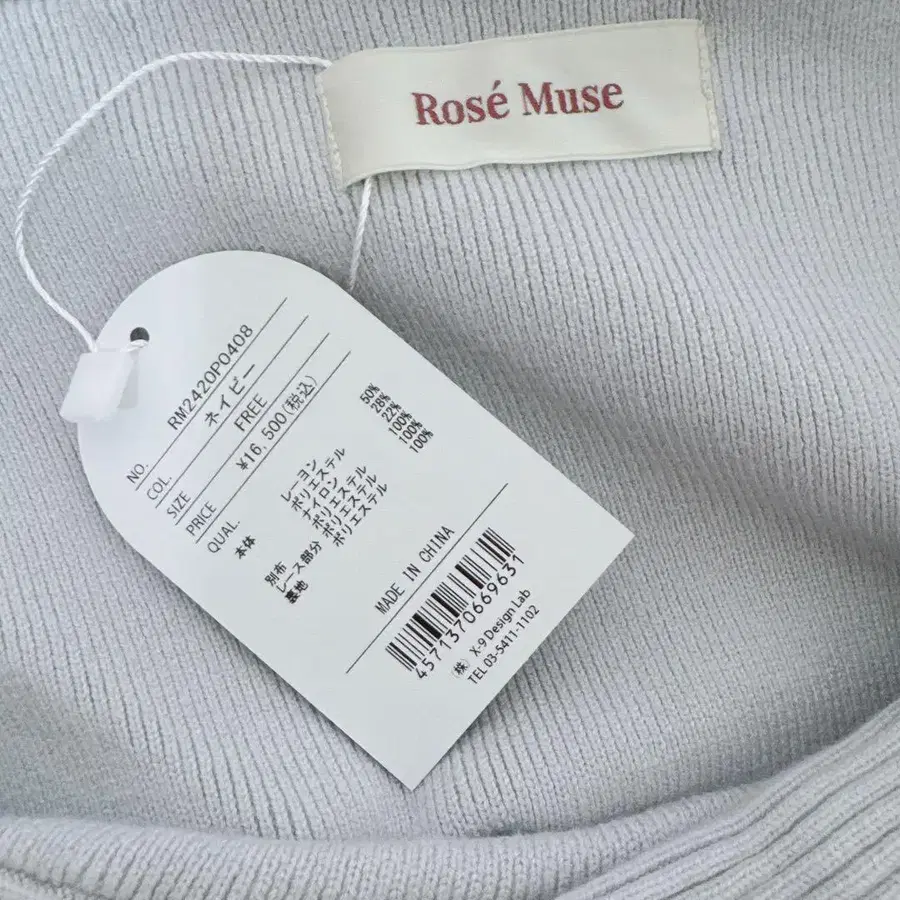 Rosé Muse
NO. RM2420P0408
COL. ネイビー
SIZE FREE
PRICE ¥16,500(税込)
QUAL.
本体 レーヨン 50%
ポリエステル 28%
ナイロン 22%
別布 ポリエステル 100%
レース部分 ポリエステル 100%
裏地 ポリエステル 100%
MADE IN CHINA
4571370669631
(株) X-9 Design Lab
TEL 03-5411-1102